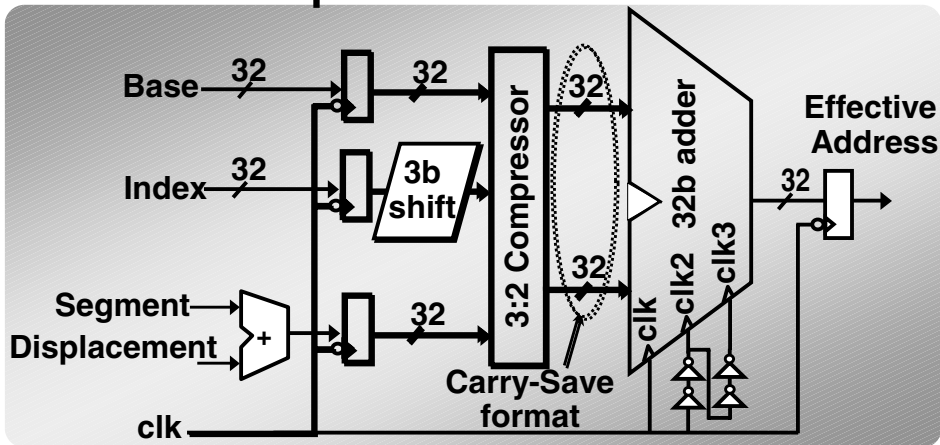 Base
32
32
Index
32
3b
shift
Segment
Displacement
+
32
clk
3:2 Compressor
32
32
Carry-Save
format
32b adder
clk
clk2
clk3
32
Effective
Address